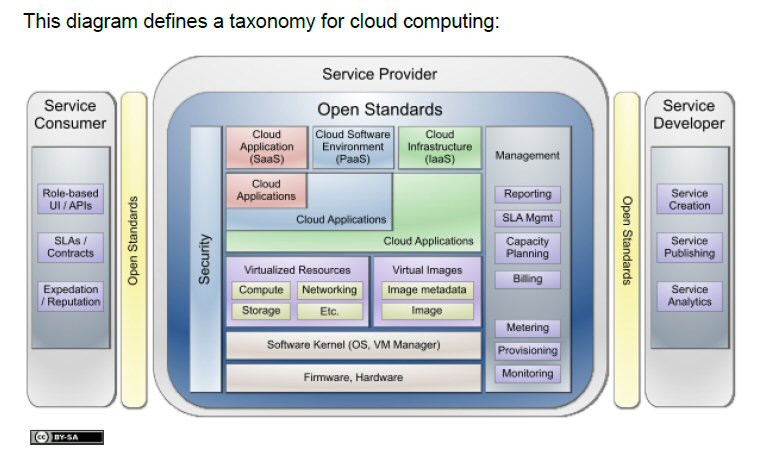 This diagram defines a taxonomy for cloud computing:
Service Provider
Service
Consumer
Role-based
UI / APIs
SLAs /
Contracts
Expedation
/ Reputation
Open Standards
Open Standards
Security
Cloud
Application
(SaaS)
Cloud Software
Environment
(PaaS)
Cloud
Infrastructure
(IaaS)
Cloud
Applications
Cloud Applications
Cloud Applications
Virtualized Resources
Compute
Networking
Storage
Etc.
Virtual Images
Image metadata
Image
Software Kernel (OS, VM Manager)
Firmware, Hardware
Management
Reporting
SLA Mgmt
Capacity
Planning
Billing
Metering
Provisioning
Monitoring
Open Standards
Service
Developer
Service
Creation
Service
Publishing
Service
Analytics
cc BY-SA